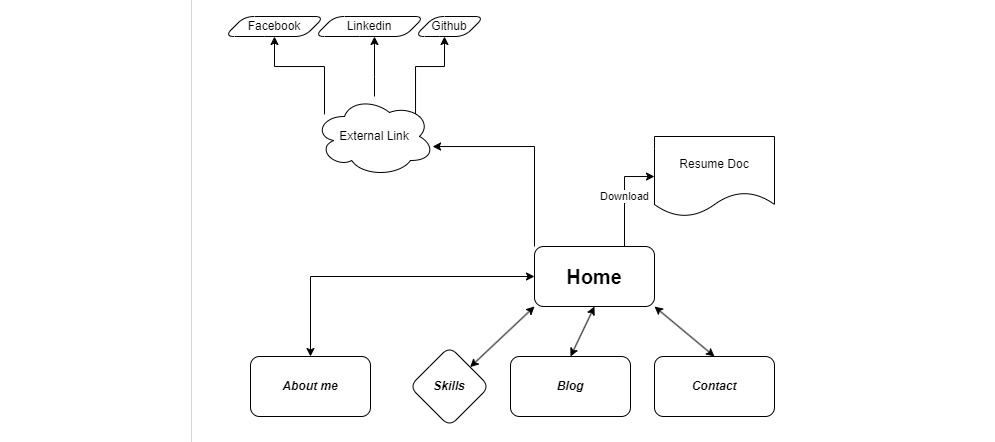 Facebook
Linkedin
Github
External Link
Resume Doc
Download
Home
About me
Skills
Blog
Contact